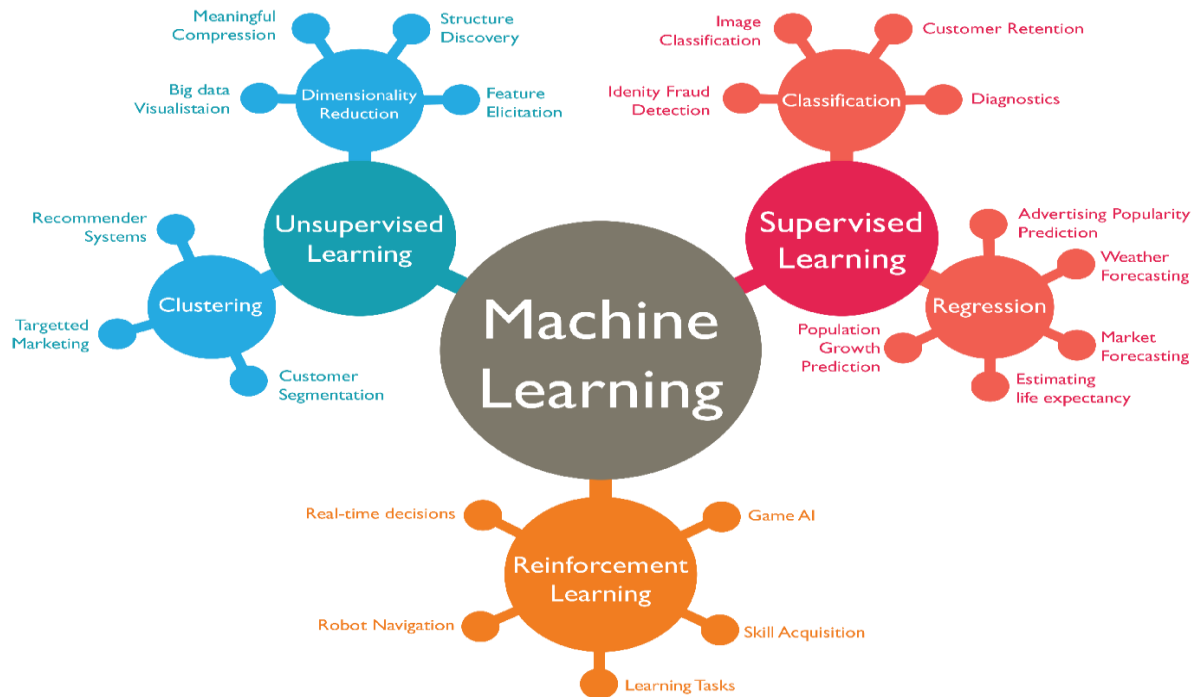 Meaningful
Compression
Structure
Discovery
Big data
Visualistaion
Dimensionality
Reduction
Feature
Elicitation
Unsupervised
Learning
Recommender
Systems
Clustering
Targetted
Marketing
Customer
Segmentation
Image
Classification
Customer Retention
Idenity Fraud
Detection
Classification
Diagnostics
Supervised
Learning
Advertising Popularity
Prediction
Weather
Forecasting
Regression
Population
Growth
Prediction
Market
Forecasting
Estimating
life expectancy
Machine
Learning
Real-time decisions
Game AI
Reinforcement
Learning
Robot Navigation
Skill Acquisition
Learning Tasks